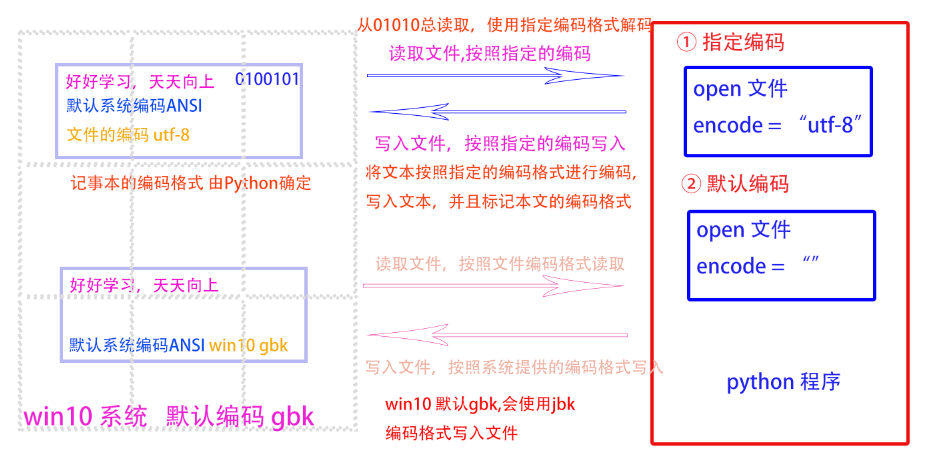 从01010总读取，使用指定编码格式解码
① 指定编码
读取文件,按照指定的编码
好好学习，天天向上 0100101
open 文件
默认系统编码ANSI
encode = “utf-8”
文件的编码 utf-8
写入文件，按照指定的编码写入
将文本按照指定的编码格式进行编码,
记事本的编码格式 由Python确定
② 默认编码
写入文本，并且标记本文的编码格式
open 文件
读取文件，按照文件编码格式读取
encode = “”
好好学习，天天向上
默认系统编码ANSI win10 gbk
写入文件，按照系统提供的编码格式写入
python 程序
win10 默认gbk,会使用jbk
win10 系统 默认编码 gbk
编码格式写入文件